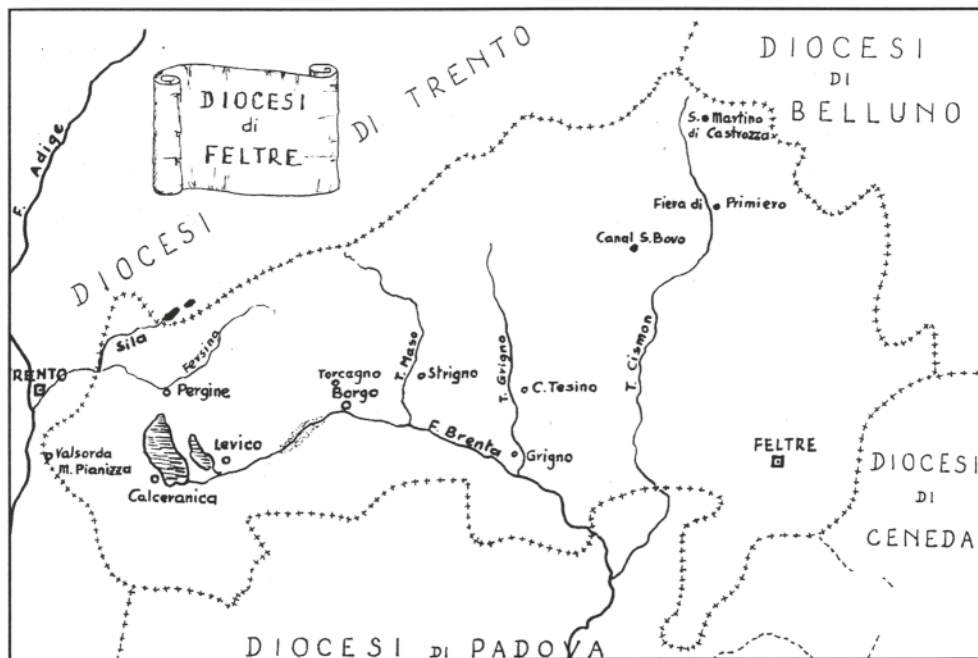 DIOCESI
di
FELTRE
DIOCESI DI TRENTO
DIOCESI
DI
BELLUNO
F. Adige
S. Martino
di Castrozza
Fiera di Primiero
Canal S. Bovo
Sila
Fersina
T. Maso
T. Grigno
T. Cismon
RENTO
Pergine
Torcagno
Borgo
Strigno
C. Tesino
F. Brenta
Grigno
Levico
Valsorda
m. Pianizza
Calceranica
FELTRE
DIOCESI
DI
CENEDA
DIOCESI DI PADOVA